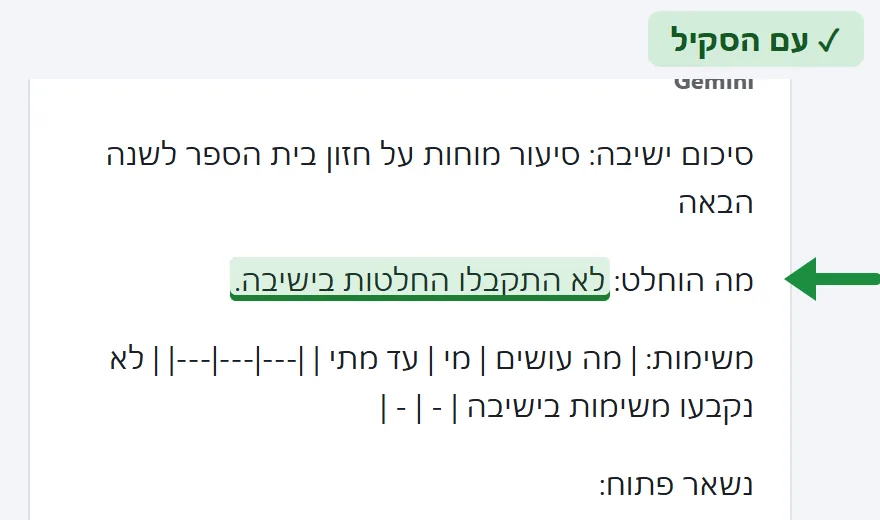 ✓ עם הסקיל
Gemini
סיכום ישיבה: סיעור מוחות על חזון בית הספר לשנה
הבאה
מה הוחלט: לא התקבלו החלטות בישיבה.
משימות: | מה עושים | מי | עד מתי | |---|---|---| | לא
נקבעו משימות בישיבה | - | - |
נשאר פתוח: